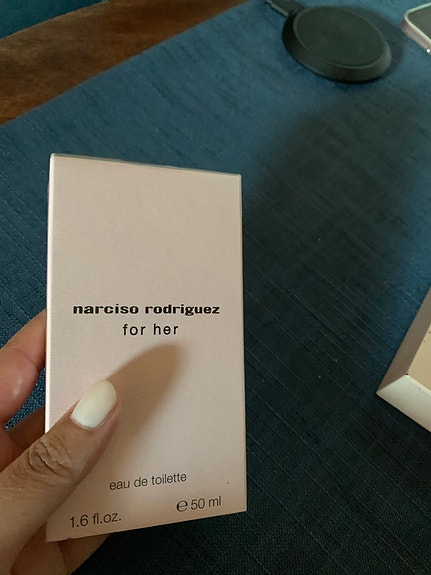 narciso rodriguez
for her
eau de toilette
1.6 fl.oz. ℮ 50 ml